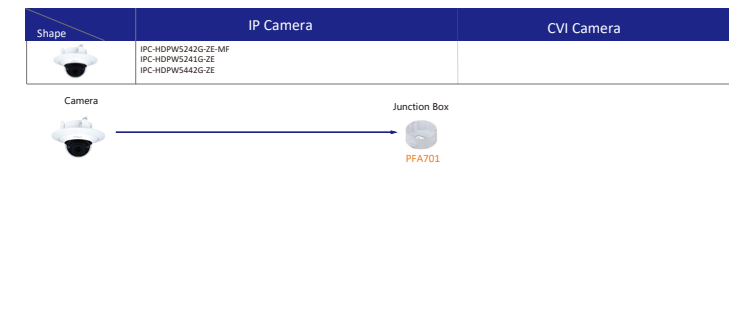 Shape
IP Camera
CVI Camera
IPC-HDPW5242G-ZE-MF
IPC-HDPW5241G-ZE
IPC-HDPW5442G-ZE
Camera
Junction Box
PFA701